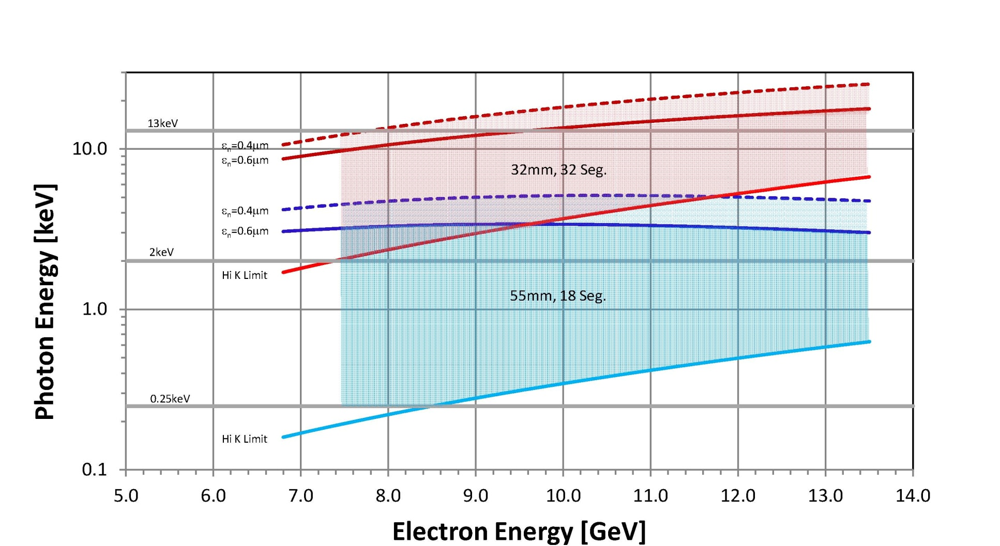 13keV
10.0
εn=0.4μm
εn=0.6μm
32mm, 32 Seg.
εn=0.4μm
εn=0.6μm
2keV
Hi K Limit
55mm, 18 Seg.
1.0
0.25keV
Hi K Limit
0.1
Photon Energy [keV]
5.0 6.0 7.0 8.0 9.0 10.0 11.0 12.0 13.0 14.0
Electron Energy [GeV]